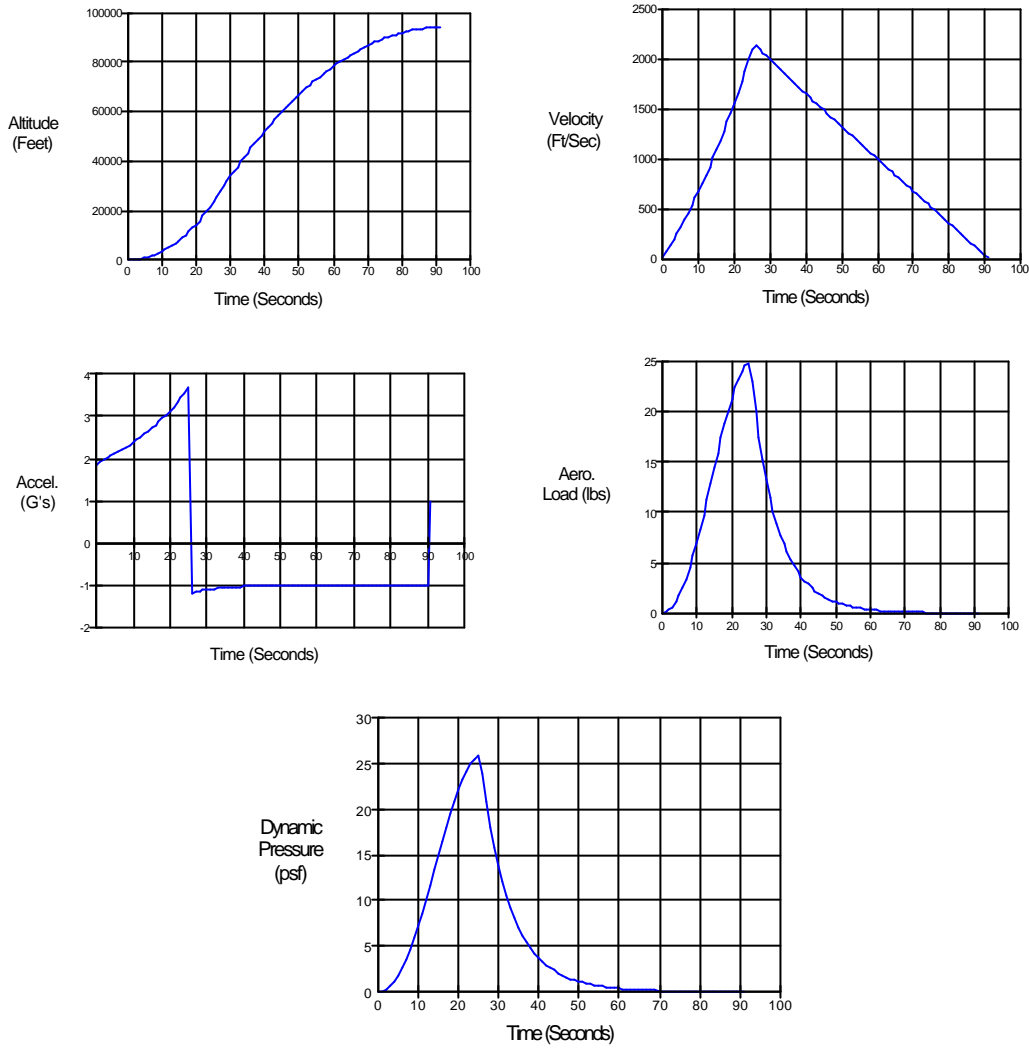 100000
80000
60000
40000
20000
0
0 10 20 30 40 50 60 70 80 90 100
Altitude
(Feet)
Time (Seconds)
2500
2000
1500
1000
500
0
0 10 20 30 40 50 60 70 80 90 100
Velocity
(Ft/Sec)
Time (Seconds)
4
3
2
1
0
-1
-2
10 20 30 40 50 60 70 80 90 100
Accel.
(G's)
Time (Seconds)
25
20
15
10
5
0
0 10 20 30 40 50 60 70 80 90 100
Aero.
Load (lbs)
Time (Seconds)
30
25
20
15
10
5
0
0 10 20 30 40 50 60 70 80 90 100
Dynamic
Pressure
(psf)
Time (Seconds)